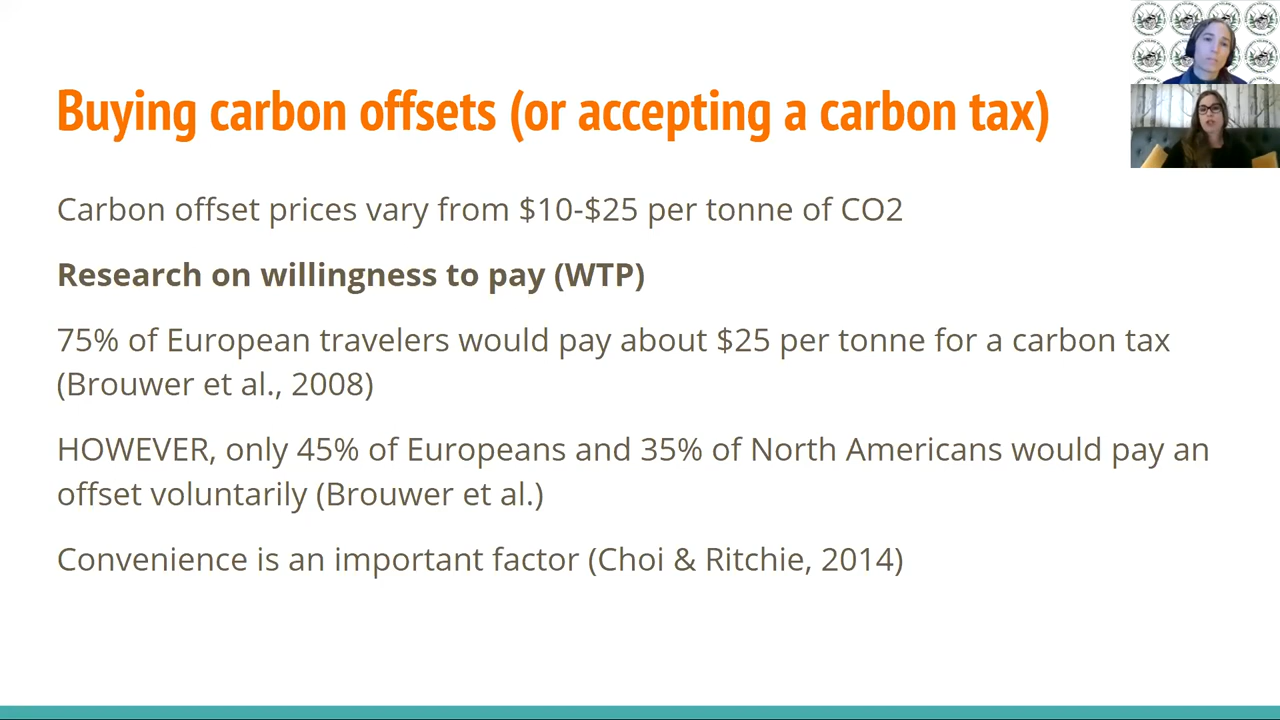 Buying carbon offsets (or accepting a carbon tax)
Carbon offset prices vary from $10-$25 per tonne of CO2
Research on willingness to pay (WTP)
75% of European travelers would pay about $25 per tonne for a carbon tax
(Brouwer et al., 2008)
HOWEVER, only 45% of Europeans and 35% of North Americans would pay an
offset voluntarily (Brouwer et al.)
Convenience is an important factor (Choi & Ritchie, 2014)